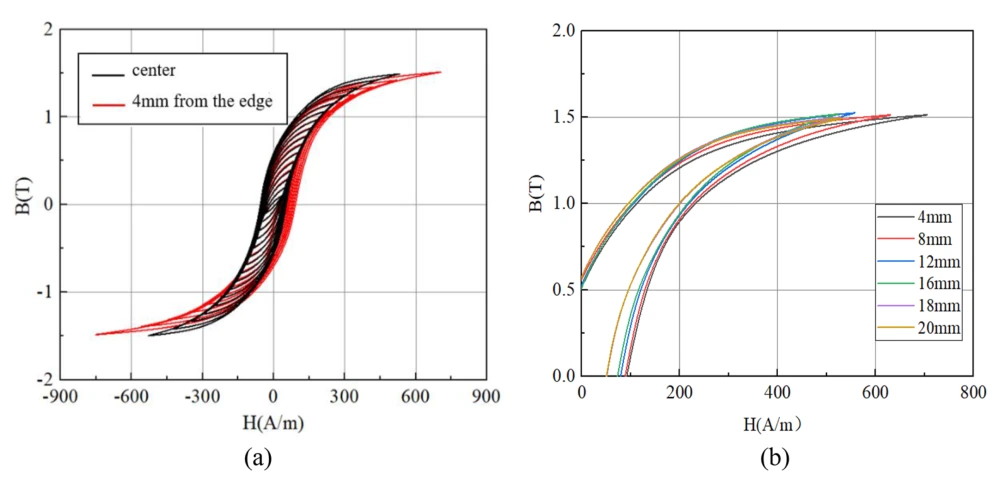 2
1
0
-1
-2
B(T)
center
4mm from the edge
-900 -600 -300 0 300 600 900
H(A/m)
(a)
2.0
1.5
1.0
0.5
0.0
B(T)
4mm
8mm
12mm
16mm
18mm
20mm
0 200 400 600 800
H(A/m）
(b)